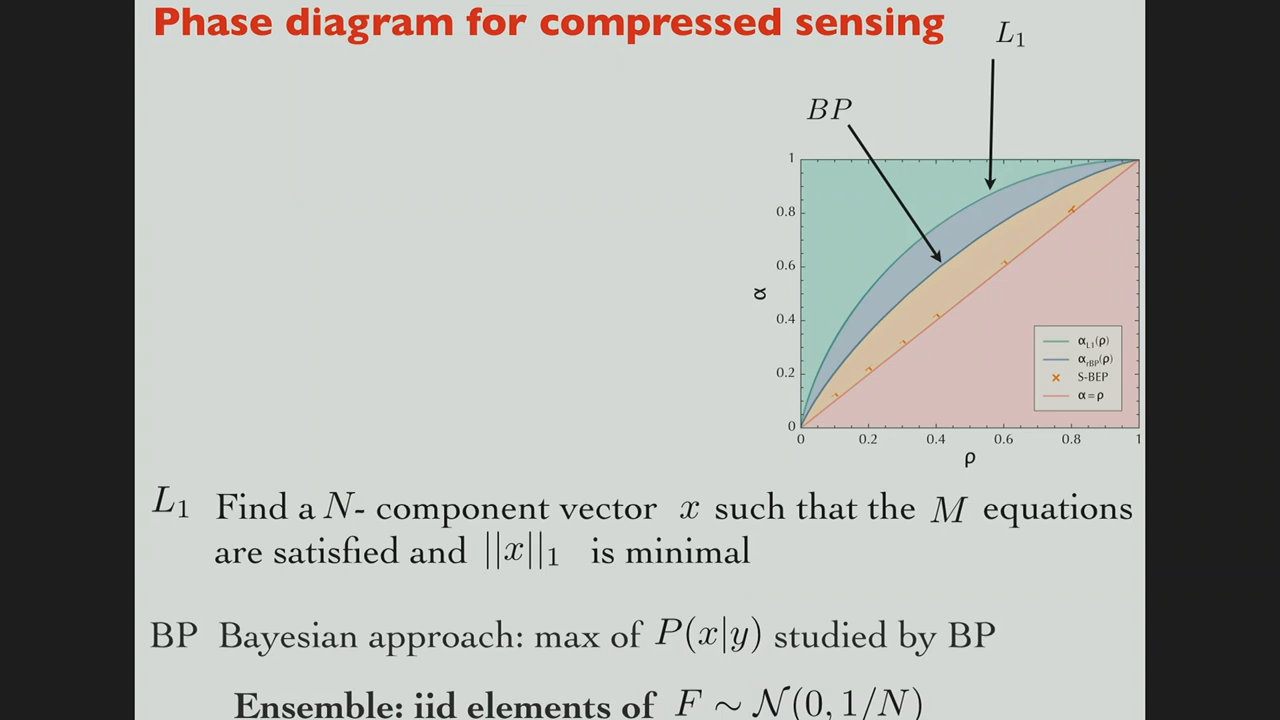 Phase diagram for compressed sensing
L₁
BP
1
0.8
0.6
0.4
0.2
0
α
0 0.2 0.4 0.6 0.8 1
ρ
α_L1(ρ)
α_rBP(ρ)
S-BEP
α = ρ
L₁ Find a N- component vector x such that the M equations
are satisfied and ||x||₁ is minimal
BP Bayesian approach: max of P(x|y) studied by BP
Ensemble: iid elements of F ∼ 𝒩(0, 1/N)